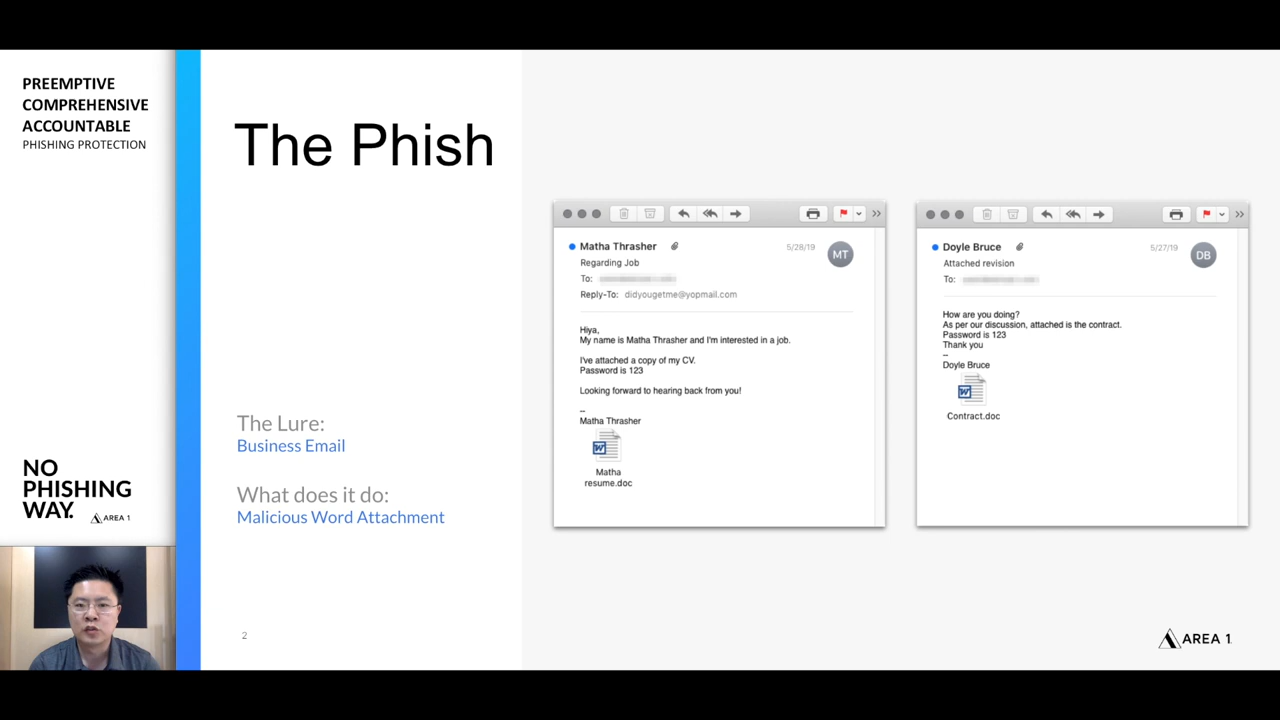 PREEMPTIVE
COMPREHENSIVE
ACCOUNTABLE
PHISHING PROTECTION
NO
PHISHING
WAY.
AREA 1
The Phish
The Lure:
Business Email
What does it do:
Malicious Word Attachment
2
Matha Thrasher
5/28/19
MT
Regarding Job
To:
Reply-To: didyougetme@yopmail.com
Hiya,
My name is Matha Thrasher and I'm interested in a job.
I've attached a copy of my CV.
Password is 123
Looking forward to hearing back from you!
--
Matha Thrasher
W
Matha
resume.doc
Doyle Bruce
5/27/19
DB
Attached revision
To:
How are you doing?
As per our discussion, attached is the contract.
Password is 123
Thank you
--
Doyle Bruce
W
Contract.doc
AREA 1